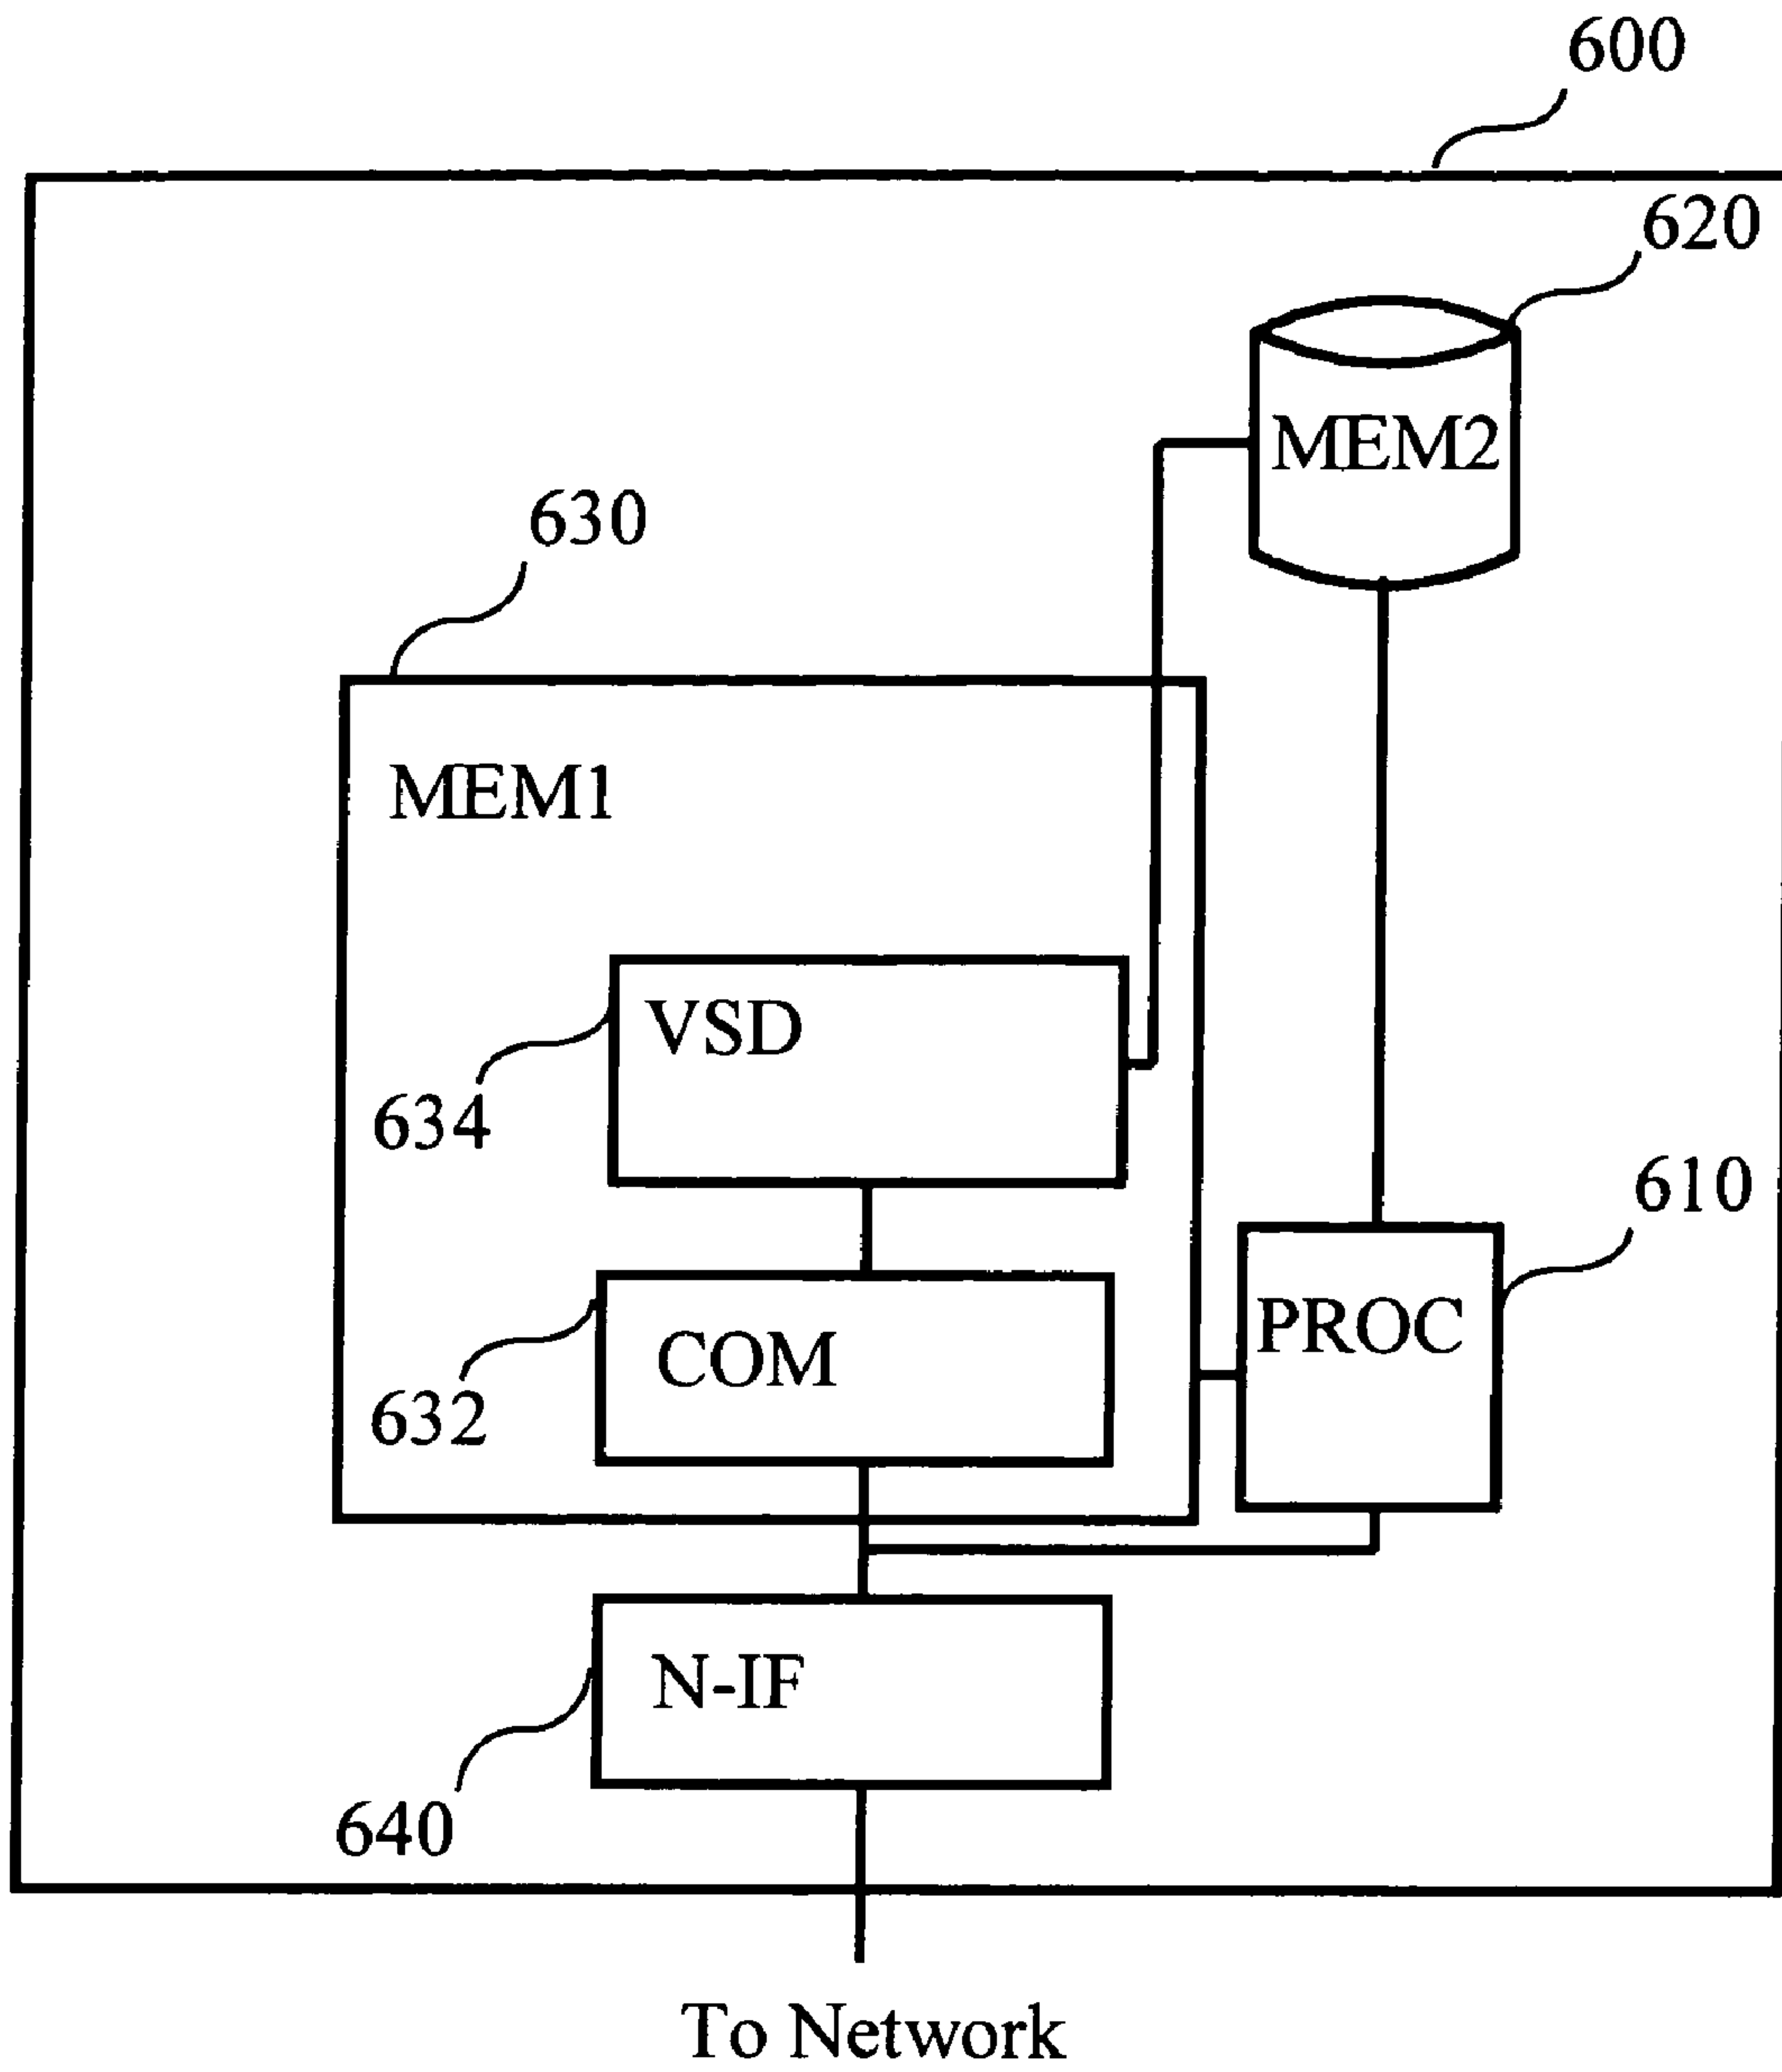 600
620
MEM2
630
MEM1
VSD
634
610
PROC
COM
632
N-IF
640
To Network